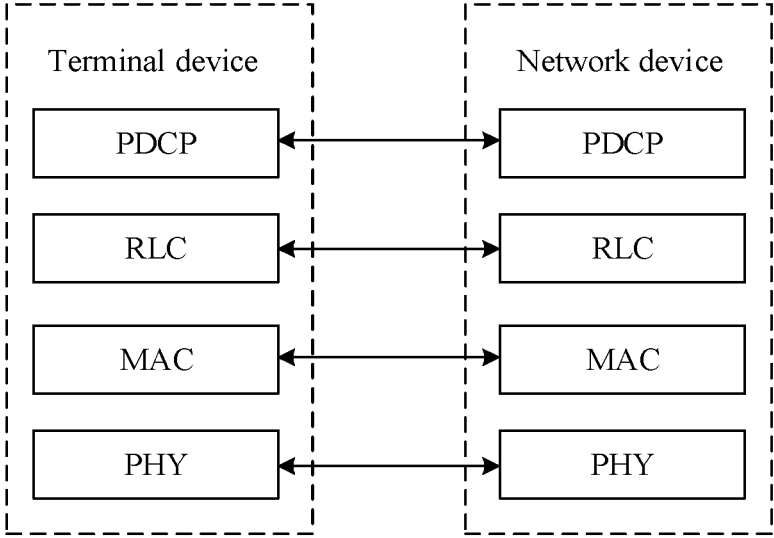 Terminal device
Network device
PDCP
PDCP
RLC
RLC
MAC
MAC
PHY
PHY